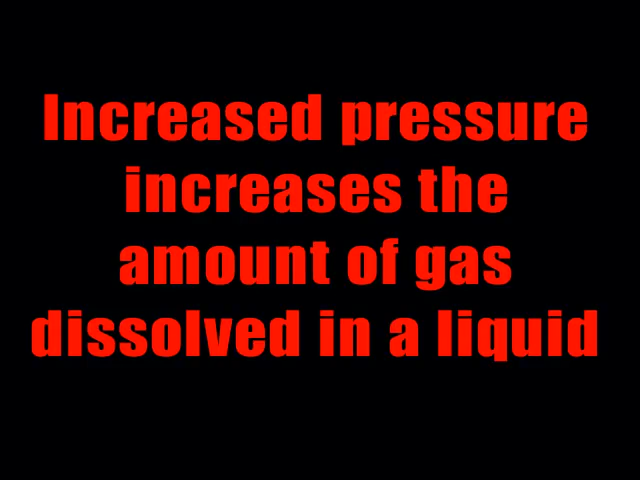 Increased pressure
increases the
amount of gas
dissolved in a liquid